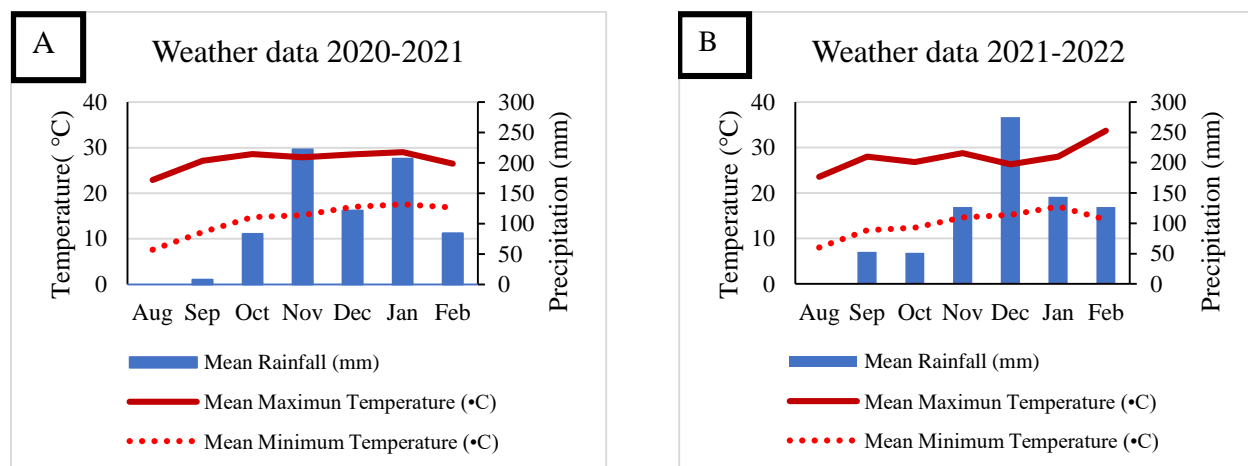 A
Weather data 2020-2021
Temperature( °C)
40
30
20
10
0
300
250
200
150
100
50
0
Precipitation (mm)
Aug Sep Oct Nov Dec Jan Feb
Mean Rainfall (mm)
Mean Maximun Temperature (•C)
Mean Minimum Temperature (•C)
B
Weather data 2021-2022
Temperature (°C)
40
30
20
10
0
300
250
200
150
100
50
0
Precipitation (mm)
Aug Sep Oct Nov Dec Jan Feb
Mean Rainfall (mm)
Mean Maximun Temperature (•C)
Mean Minimum Temperature (•C)